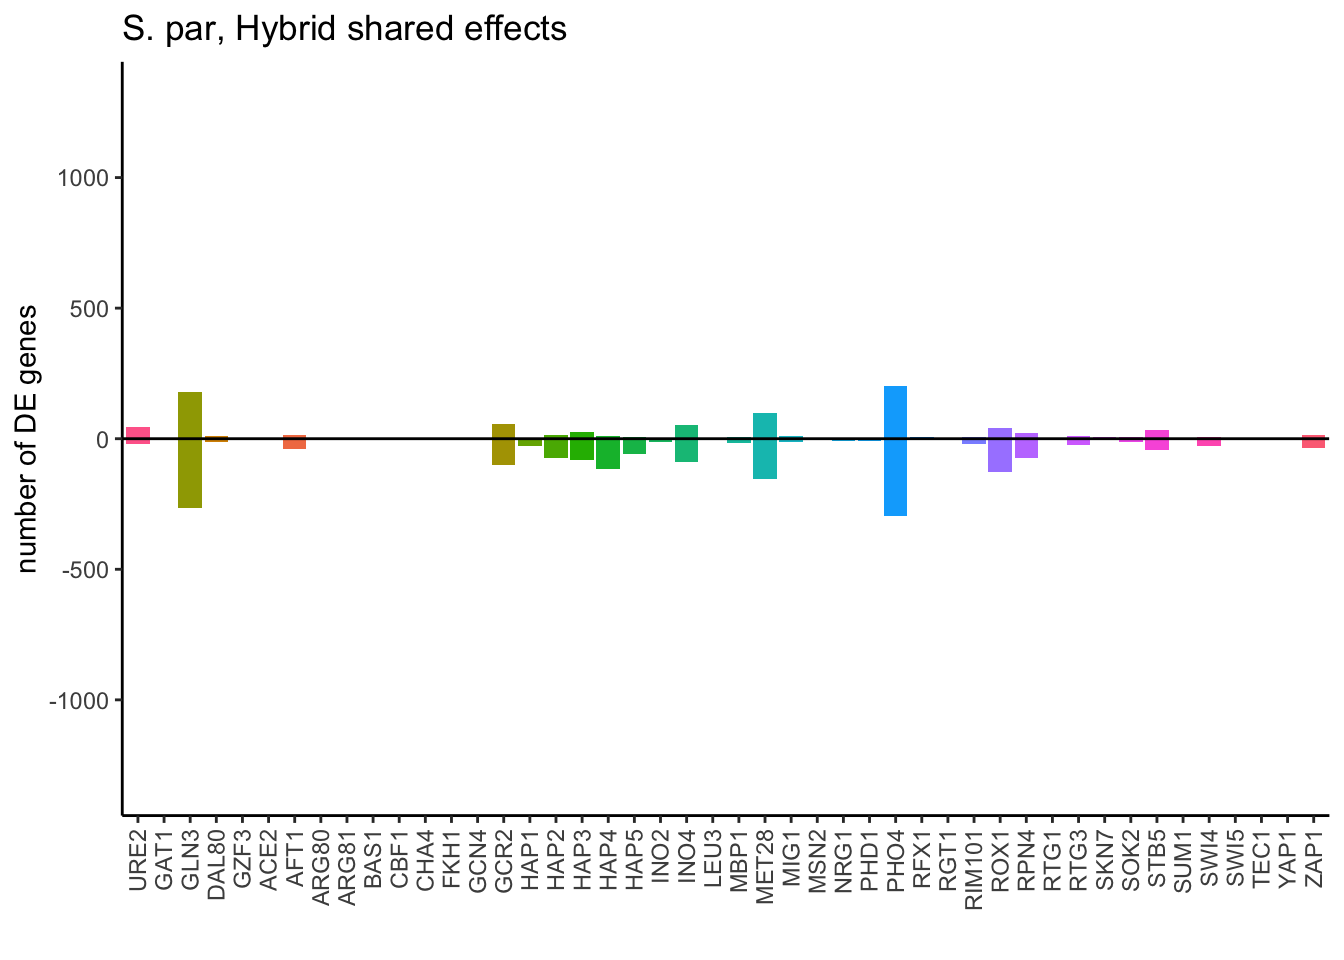 S. par, Hybrid shared effects
number of DE genes
1000
500
0
-500
-1000
URE2
GAT1
GLN3
DAL80
GZF3
ACE2
AFT1
ARG80
ARG81
BAS1
CBF1
CHA4
FKH1
GCN4
GCR2
HAP1
HAP2
HAP3
HAP4
HAP5
INO2
INO4
LEU3
MBP1
MET28
MIG1
MSN2
NRG1
PHD1
PHO4
RFX1
RGT1
RIM101
ROX1
RPN4
RTG1
RTG3
SKN7
SOK2
STB5
SUM1
SWI4
SWI5
TEC1
YAP1
ZAP1